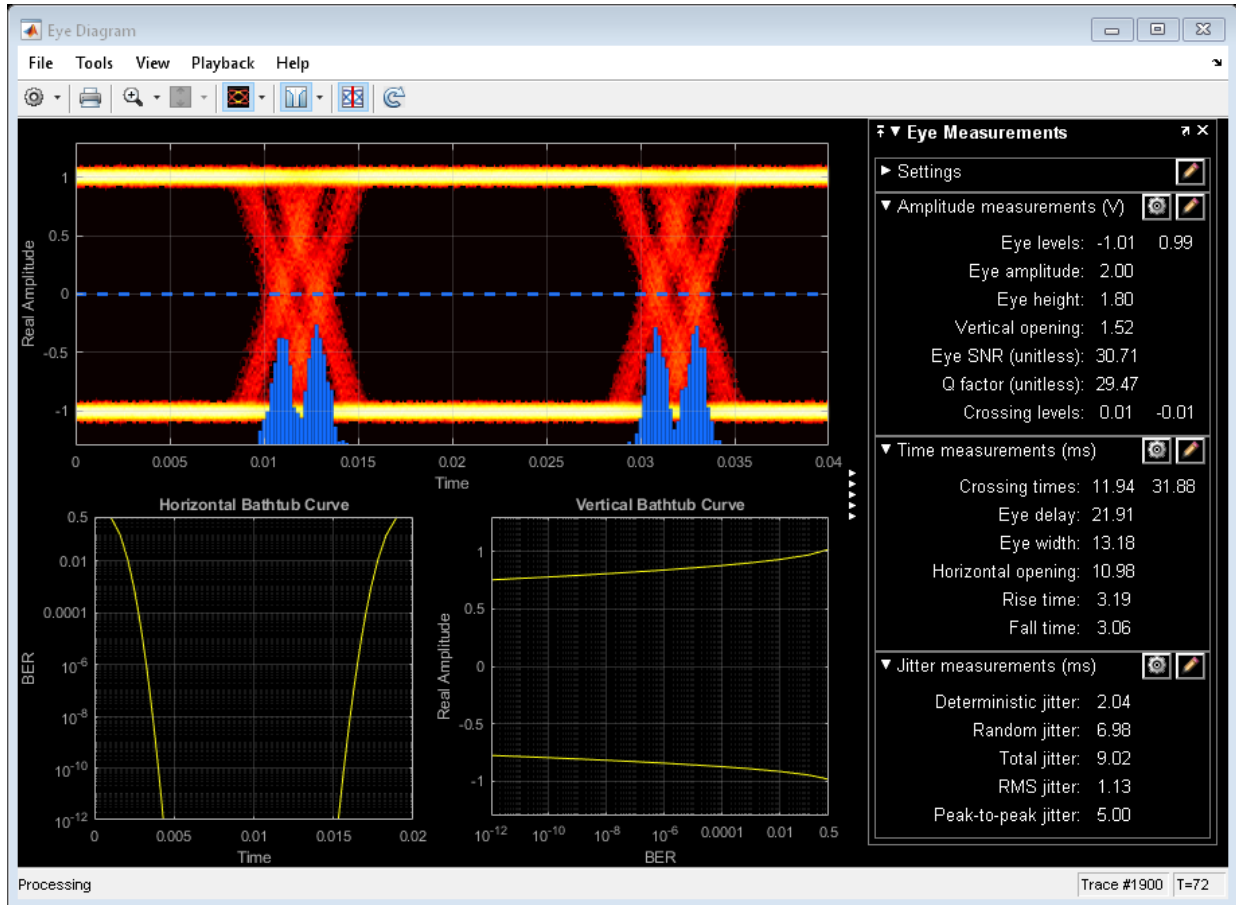 Eye Diagram
File Tools View Playback Help
Eye Measurements
Settings
Amplitude measurements (V)
Eye levels: -1.01 0.99
Eye amplitude: 2.00
Eye height: 1.80
Vertical opening: 1.52
Eye SNR (unitless): 30.71
Q factor (unitless): 29.47
Crossing levels: 0.01 -0.01
Time measurements (ms)
Crossing times: 11.94 31.88
Eye delay: 21.91
Eye width: 13.18
Horizontal opening: 10.98
Rise time: 3.19
Fall time: 3.06
Jitter measurements (ms)
Deterministic jitter: 2.04
Random jitter: 6.98
Total jitter: 9.02
RMS jitter: 1.13
Peak-to-peak jitter: 5.00
Real Amplitude
1
0.5
0
-0.5
-1
0 0.005 0.01 0.015 0.02 0.025 0.03 0.035 0.04
Time
Horizontal Bathtub Curve
BER
0.5
0.01
0.0001
10^-6
10^-8
10^-10
10^-12
0 0.005 0.01 0.015 0.02
Time
Vertical Bathtub Curve
Real Amplitude
1
0.5
0
-0.5
-1
10^-12 10^-10 10^-8 10^-6 0.0001 0.01 0.5
BER
Processing
Trace #1900 T=72